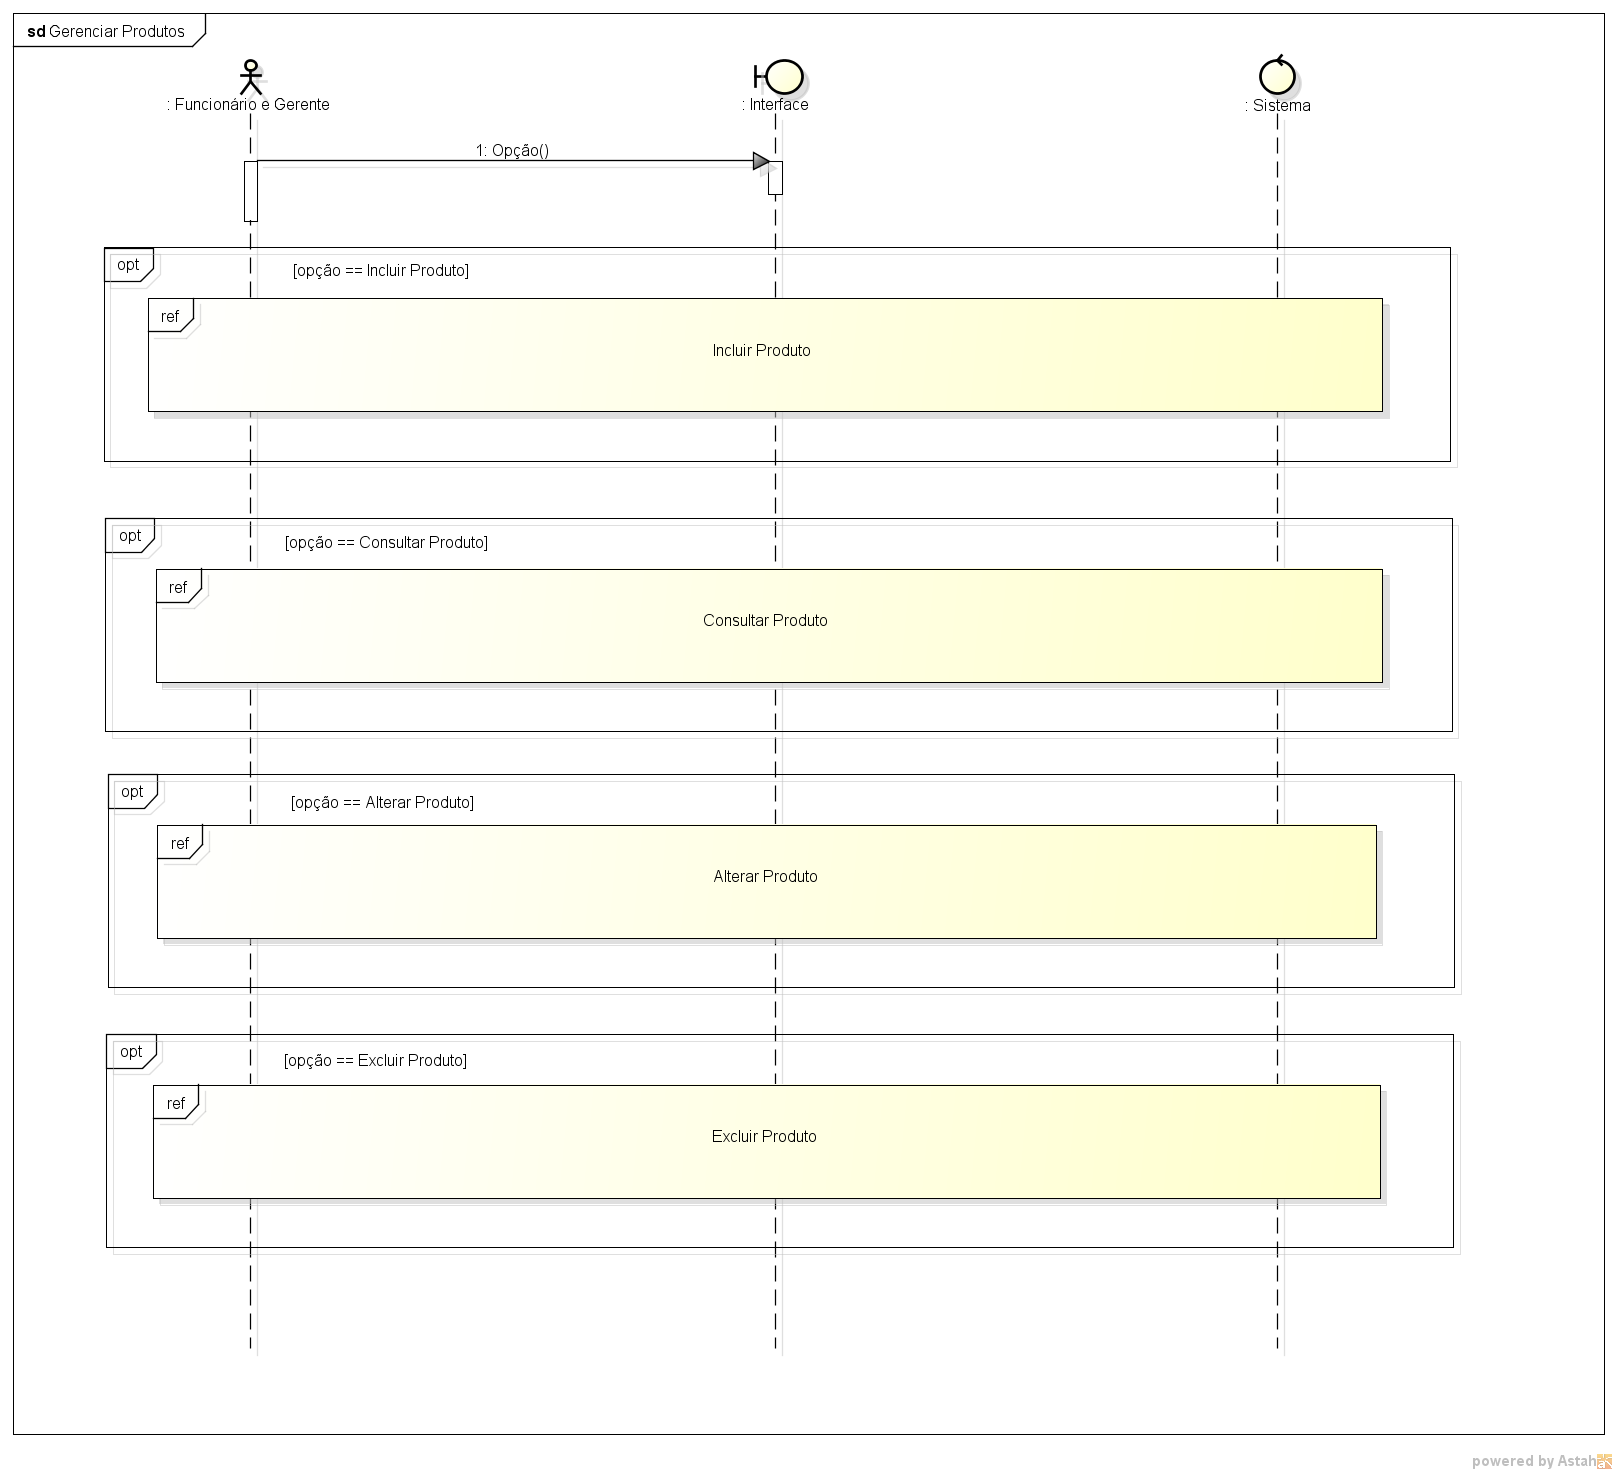 sd Gerenciar Produtos
: Funcionário e Gerente
: Interface
: Sistema
1: Opção()
opt
[opção == Incluir Produto]
ref
Incluir Produto
opt
[opção == Consultar Produto]
ref
Consultar Produto
opt
[opção == Alterar Produto]
ref
Alterar Produto
opt
[opção == Excluir Produto]
ref
Excluir Produto
powered by Astah